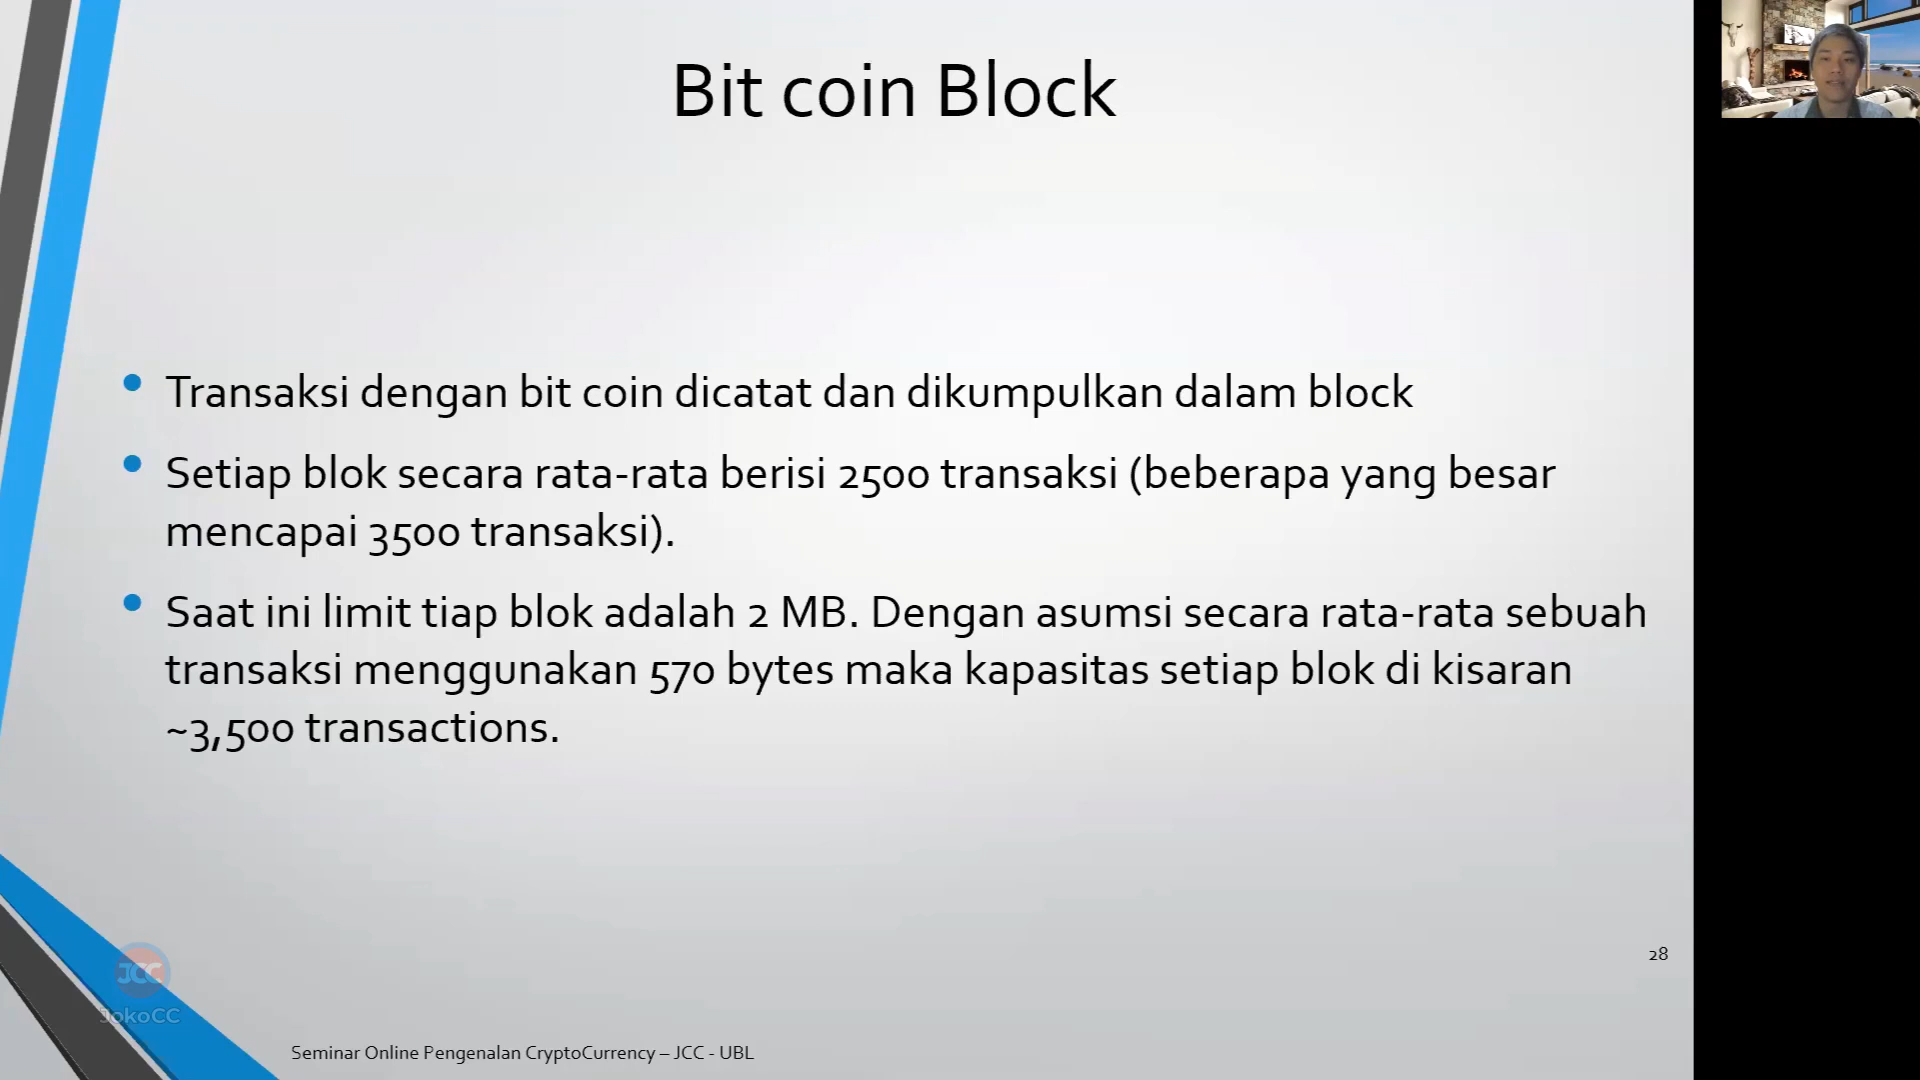 Bit coin Block
Transaksi dengan bit coin dicatat dan dikumpulkan dalam block
Setiap blok secara rata-rata berisi 2500 transaksi (beberapa yang besar
mencapai 3500 transaksi).
Saat ini limit tiap blok adalah 2 MB. Dengan asumsi secara rata-rata sebuah
transaksi menggunakan 570 bytes maka kapasitas setiap blok di kisaran
~3,500 transactions.
28
JCC
JokoCC
Seminar Online Pengenalan CryptoCurrency – JCC - UBL